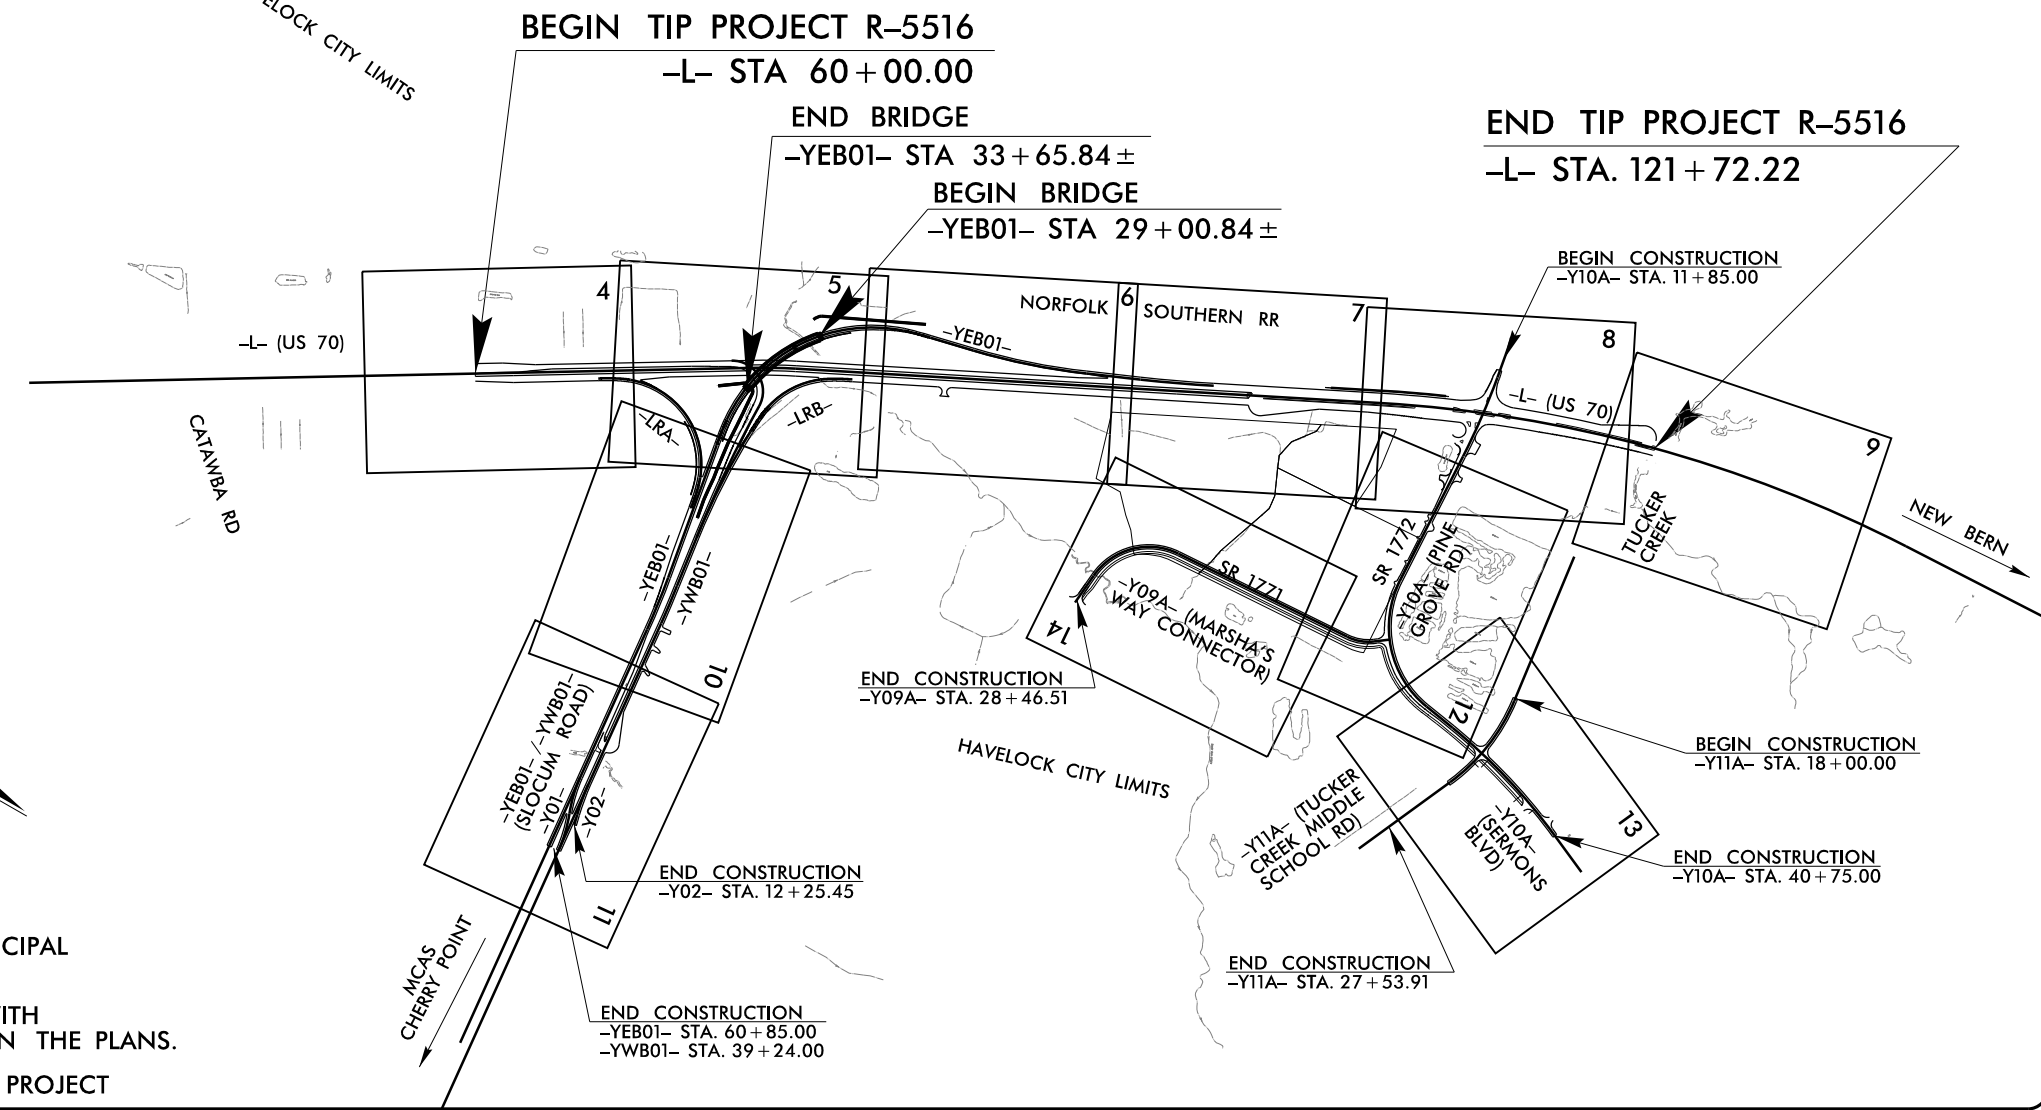 ELOCK CITY LIMITS
BEGIN TIP PROJECT R–5516
–L– STA 60+00.00
END BRIDGE
–YEB01– STA 33+65.84±
BEGIN BRIDGE
–YEB01– STA 29+00.84±
END TIP PROJECT R–5516
–L– STA. 121+72.22
BEGIN CONSTRUCTION
–Y10A– STA. 11+85.00
4
5
NORFOLK
6
SOUTHERN RR
7
8
9
–L– (US 70)
–YEB01–
–L– (US 70)
CATAWBA RD
–LRA–
–LRB–
TUCKER
CREEK
NEW BERN
SR 1772
–Y10A– (PINE
GROVE RD)
SR 1771
–Y09A– (MARSHA'S
WAY CONNECTOR)
14
–YEB01–
–YWB01–
10
END CONSTRUCTION
–Y09A– STA. 28+46.51
12
HAVELOCK CITY LIMITS
BEGIN CONSTRUCTION
–Y11A– STA. 18+00.00
–YEB01– / –YWB01–
(SLOCUM ROAD)
–Y01–
–Y02–
–Y11A– (TUCKER
CREEK MIDDLE
SCHOOL RD)
–Y10A–
(SERMONS
BLVD)
13
END CONSTRUCTION
–Y02– STA. 12+25.45
END CONSTRUCTION
–Y10A– STA. 40+75.00
11
MCAS
CHERRY POINT
END CONSTRUCTION
–Y11A– STA. 27+53.91
END CONSTRUCTION
–YEB01– STA. 60+85.00
–YWB01– STA. 39+24.00
CIPAL
ITH
N THE PLANS.
PROJECT